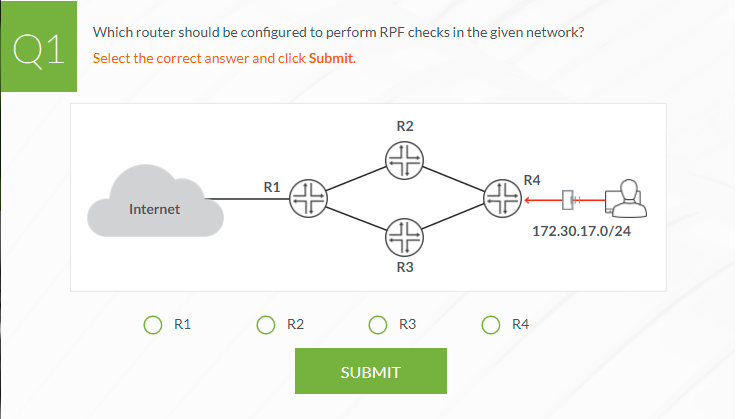 Q1
Which router should be configured to perform RPF checks in the given network?
Select the correct answer and click Submit.
R2
R1
R4
Internet
172.30.17.0/24
R3
R1
R2
R3
R4
SUBMIT